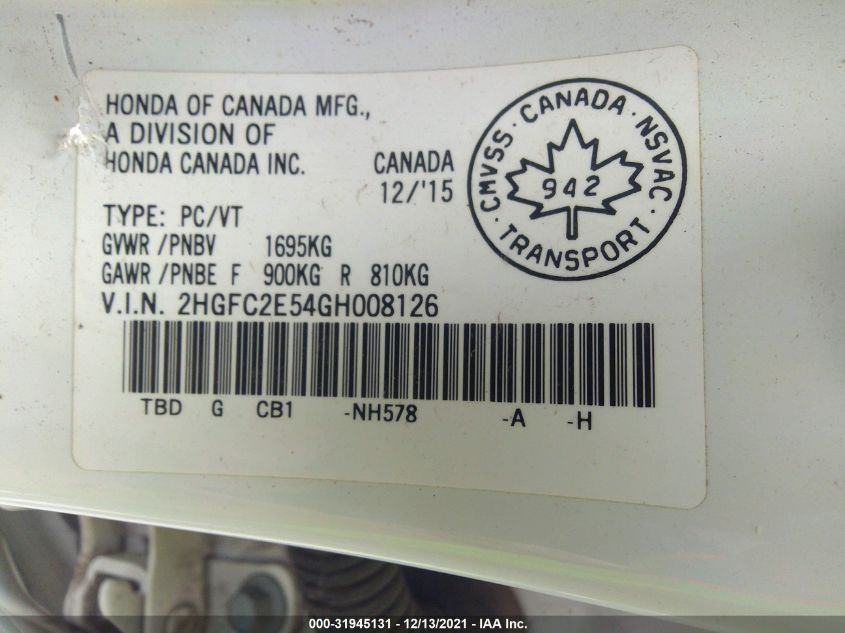 HONDA OF CANADA MFG.,
A DIVISION OF
HONDA CANADA INC. CANADA
12/'15
TYPE: PC/VT
GVWR /PNBV 1695KG
GAWR /PNBE F 900KG R 810KG
V.I.N. 2HGFC2E54GH008126
TBD G CB1 -NH578 -A -H
CMVSS · CANADA · NSVAC
942
· TRANSPORT ·
000-31945131 - 12/13/2021 - IAA Inc.